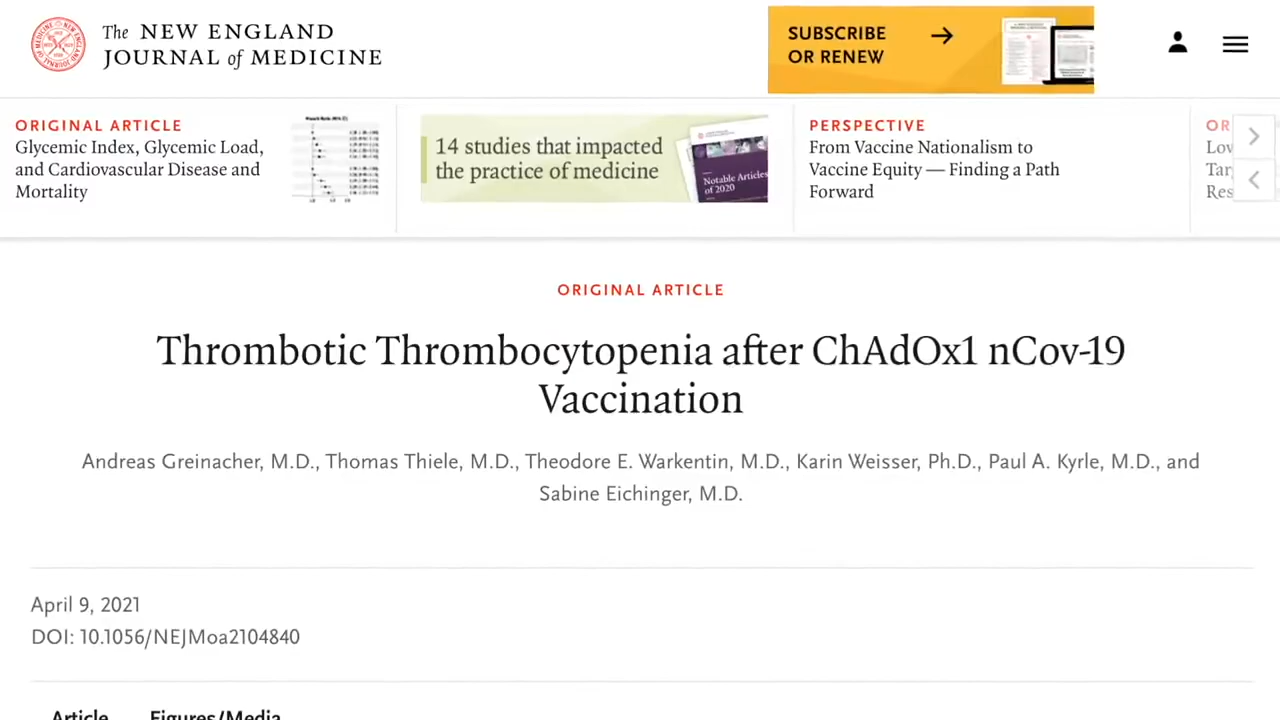 The NEW ENGLAND
JOURNAL of MEDICINE
SUBSCRIBE
OR RENEW
ORIGINAL ARTICLE
Glycemic Index, Glycemic Load,
and Cardiovascular Disease and
Mortality
14 studies that impacted
the practice of medicine
Notable Articles
of 2020
PERSPECTIVE
From Vaccine Nationalism to
Vaccine Equity — Finding a Path
Forward
ORIGINAL ARTICLE
Thrombotic Thrombocytopenia after ChAdOx1 nCov-19
Vaccination
Andreas Greinacher, M.D., Thomas Thiele, M.D., Theodore E. Warkentin, M.D., Karin Weisser, Ph.D., Paul A. Kyrle, M.D., and
Sabine Eichinger, M.D.
April 9, 2021
DOI: 10.1056/NEJMoa2104840
Article Figures/Media